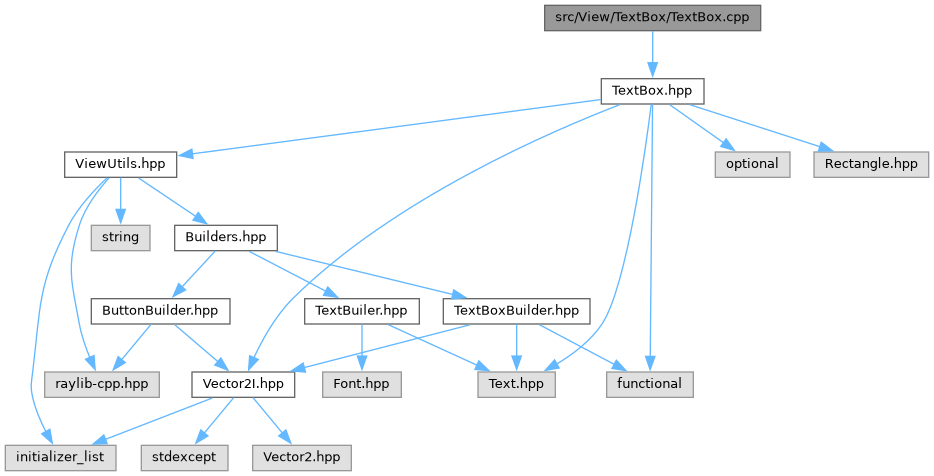 src/View/TextBox/TextBox.cpp
TextBox.hpp
ViewUtils.hpp
optional
Rectangle.hpp
string
Builders.hpp
ButtonBuilder.hpp
TextBuiler.hpp
TextBoxBuilder.hpp
raylib-cpp.hpp
Vector2I.hpp
Font.hpp
Text.hpp
functional
initializer_list
stdexcept
Vector2.hpp